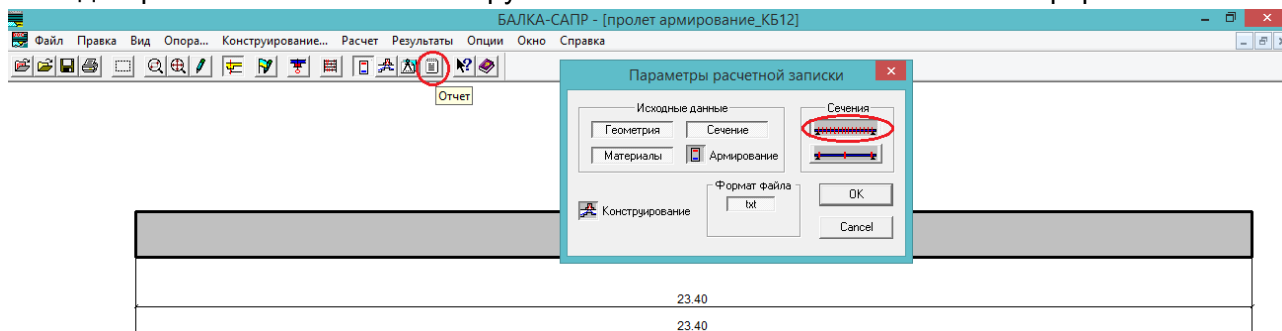 БАЛКА-САПР - [пролет армирование_КБ12]
Файл Правка Вид Опора... Конструирование... Расчет Результаты Опции Окно Справка
Отчет
Параметры расчетной записки
Исходные данные
Сечения
Геометрия Сечение
Материалы Армирование
Формат файла
txt
Конструирование
OK
Cancel
23.40
23.40